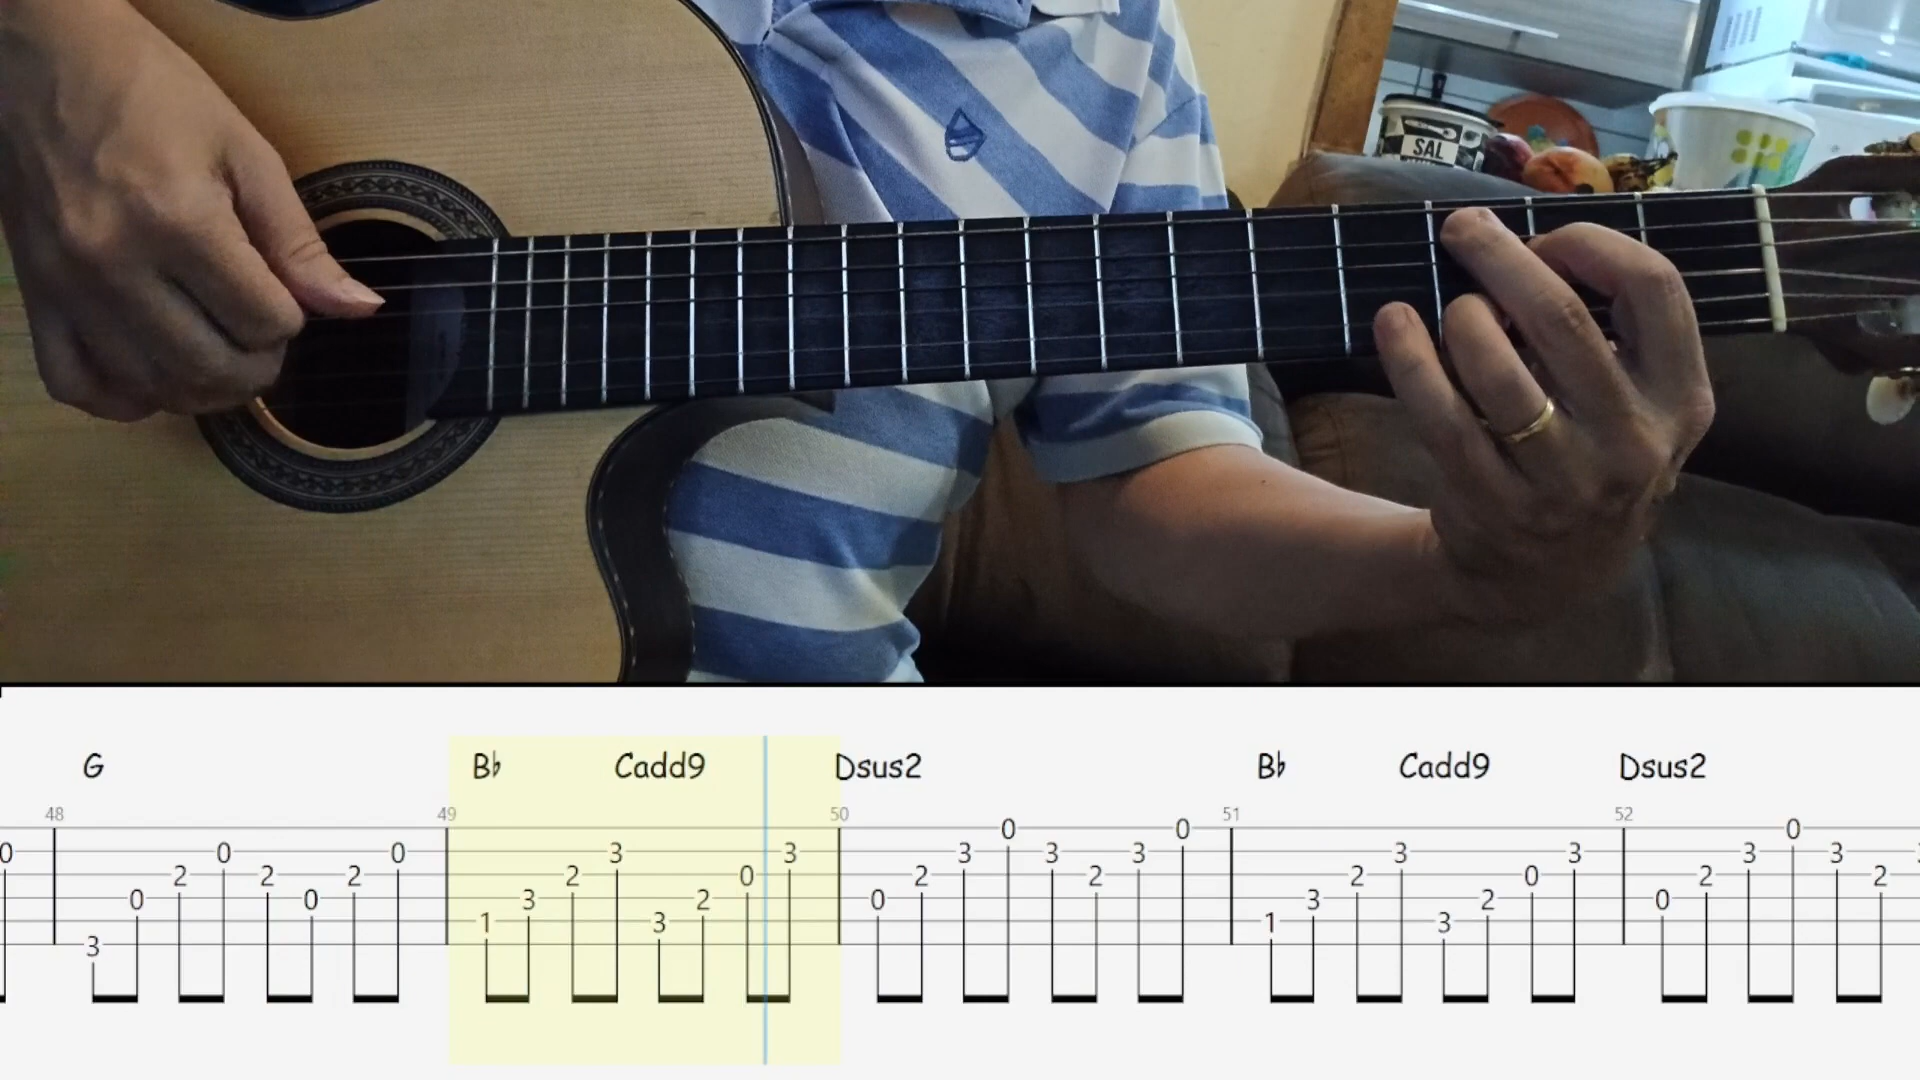 SAL
G B♭ Cadd9 Dsus2 B♭ Cadd9 Dsus2
48 49 50 51 52
0 0 3 0 0
0 0 3 3 3 3 3 3 3 3 3
2 2 2 2 0 2 2 2 0 2 2
0 0 3 2 0 3 2 0
1 3 1 3
3